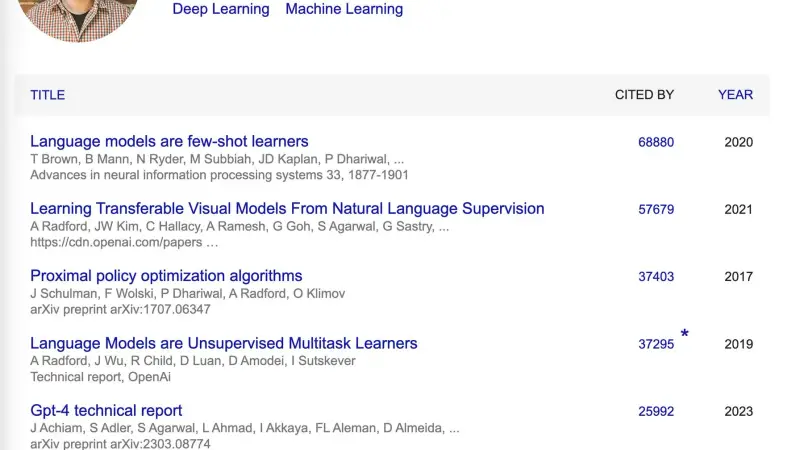 Deep Learning Machine Learning
TITLE CITED BY YEAR
Language models are few-shot learners 68880 2020
T Brown, B Mann, N Ryder, M Subbiah, JD Kaplan, P Dhariwal, ...
Advances in neural information processing systems 33, 1877-1901
Learning Transferable Visual Models From Natural Language Supervision 57679 2021
A Radford, JW Kim, C Hallacy, A Ramesh, G Goh, S Agarwal, G Sastry, ...
https://cdn.openai.com/papers …
Proximal policy optimization algorithms 37403 2017
J Schulman, F Wolski, P Dhariwal, A Radford, O Klimov
arXiv preprint arXiv:1707.06347
Language Models are Unsupervised Multitask Learners 37295 * 2019
A Radford, J Wu, R Child, D Luan, D Amodei, I Sutskever
Technical report, OpenAi
Gpt-4 technical report 25992 2023
J Achiam, S Adler, S Agarwal, L Ahmad, I Akkaya, FL Aleman, D Almeida, ...
arXiv preprint arXiv:2303.08774